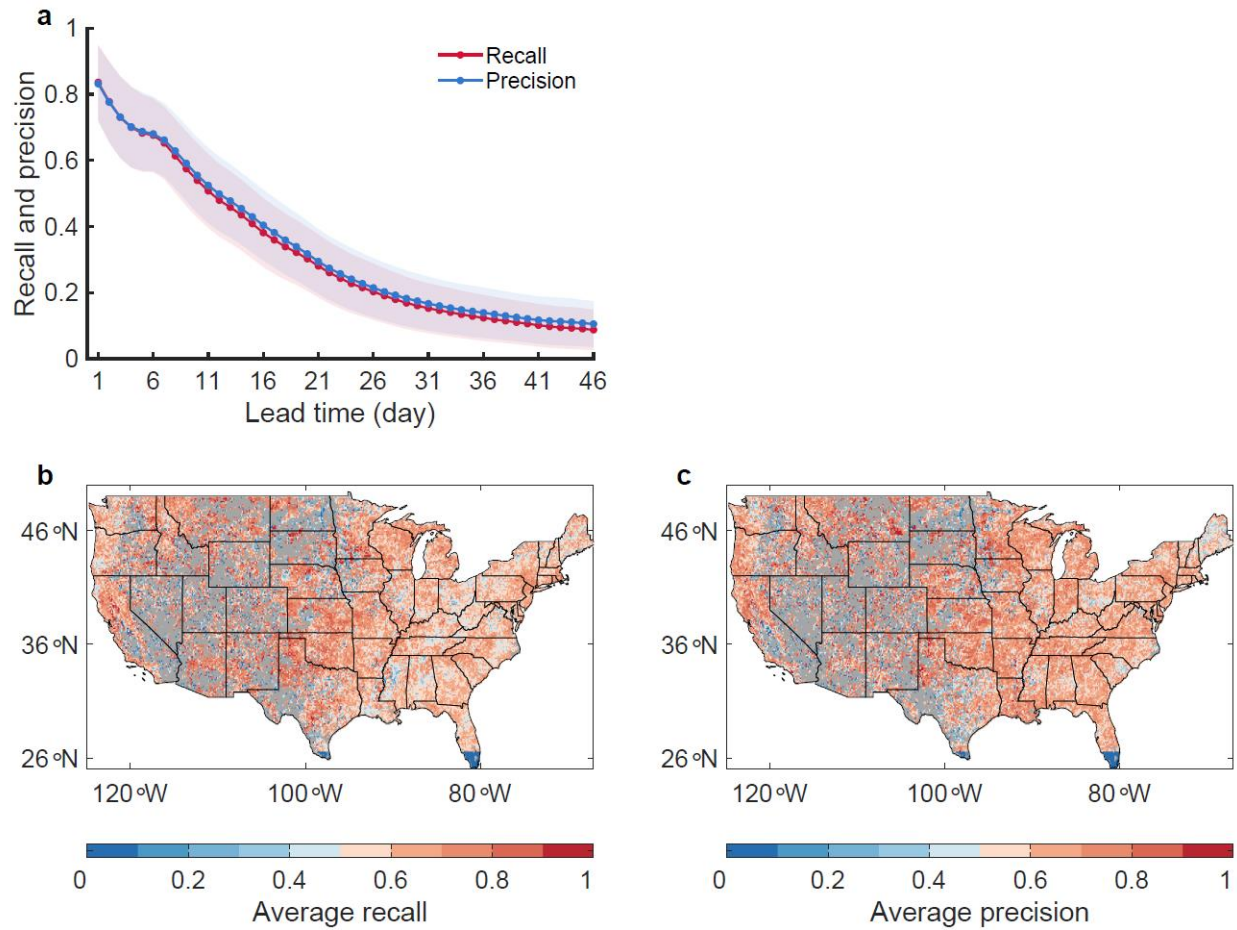 a
1
0.8
0.6
0.4
0.2
0
Recall and precision
Recall
Precision
1 6 11 16 21 26 31 36 41 46
Lead time (day)
b
46 °N
36 °N
26 °N
120°W 100°W 80°W
0 0.2 0.4 0.6 0.8 1
Average recall
c
46 °N
36 °N
26 °N
120°W 100°W 80°W
0 0.2 0.4 0.6 0.8 1
Average precision